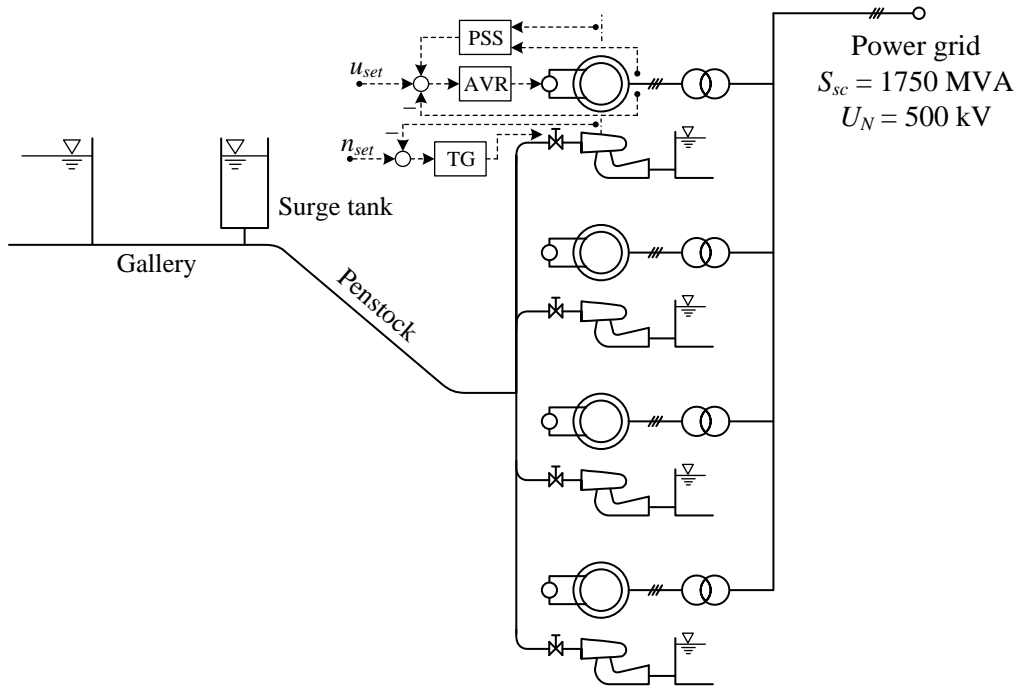 PSS
Power grid
S_sc = 1750 MVA
U_N = 500 kV
u_set
AVR
–
–
n_set
TG
Surge tank
Gallery
Penstock